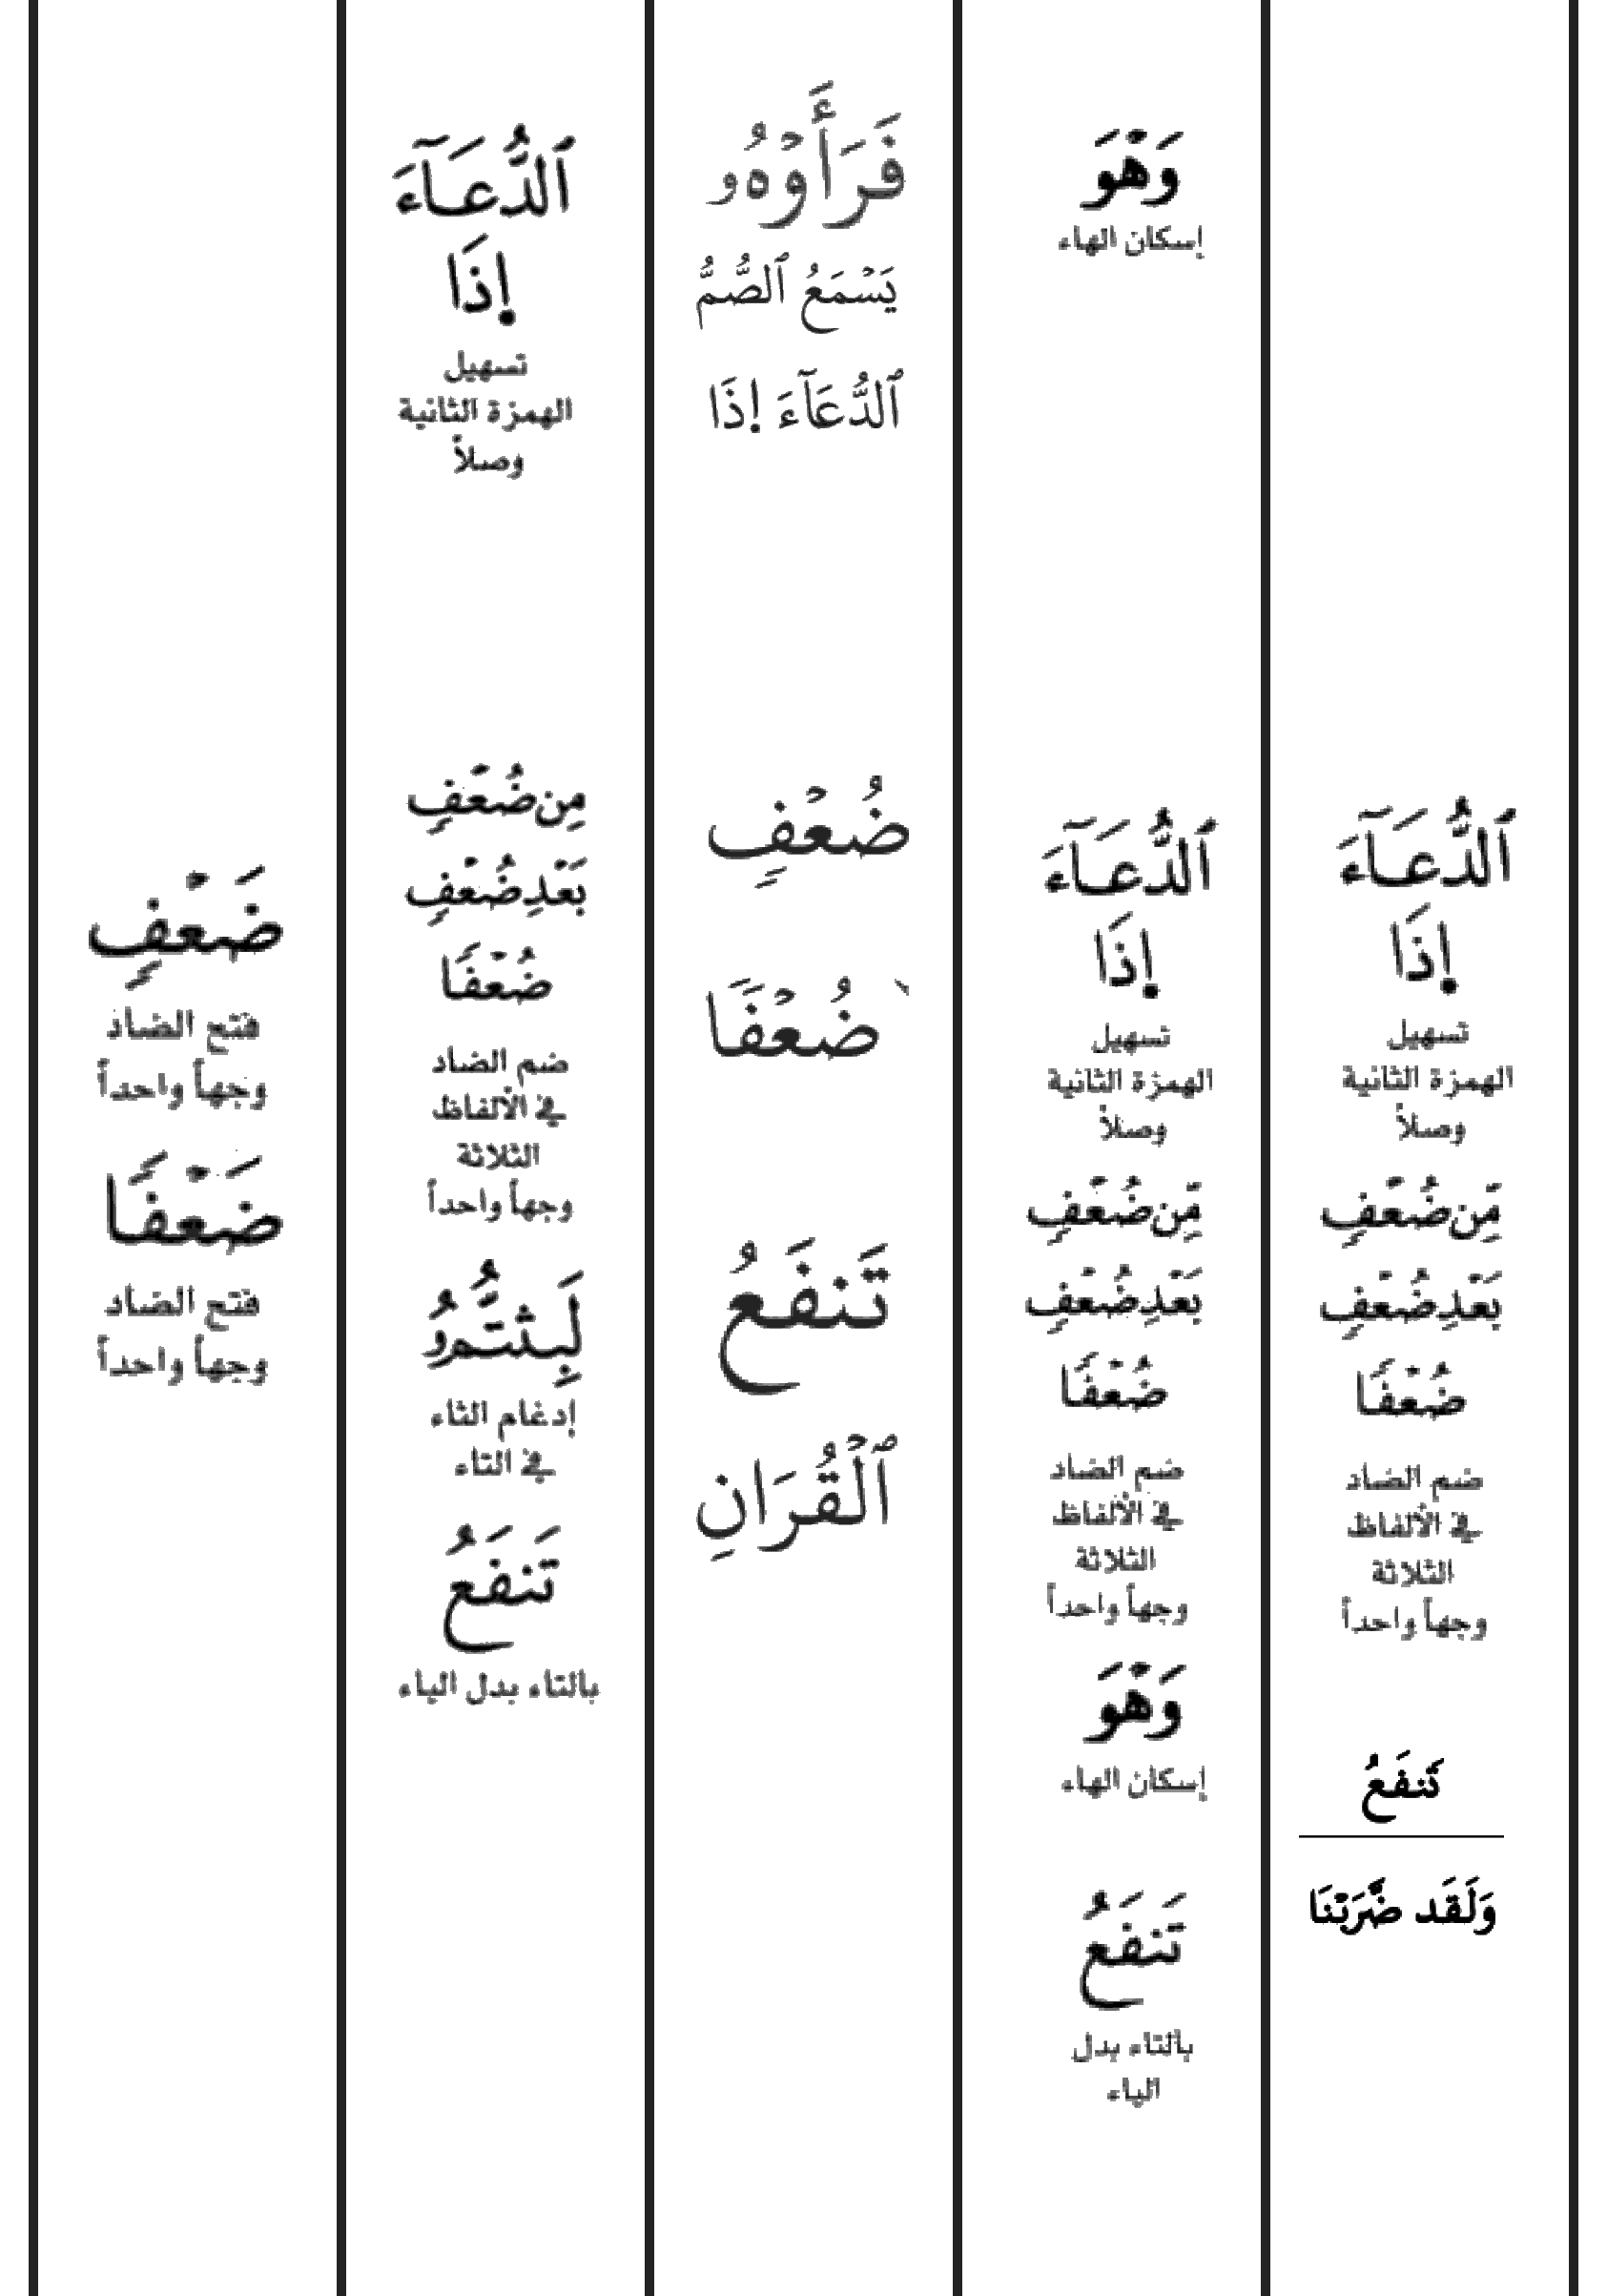 ٱلدُّعَآءَ
إِذَا
تسهيل
الهمزة الثانية
وصلاً
مِّن ضُعۡفٍ
بَعۡدِ ضُعۡفٍ
ضُعۡفًا
ضم الضاد
في الألفاظ
الثلاثة
وجهاً واحداً
تَنفَعُ
وَلَقَد ضَّرَبۡنَا
وَهۡوَ
إسكان الهاء
ٱلدُّعَآءَ
إِذَا
تسهيل
الهمزة الثانية
وصلاً
مِّن ضُعۡفٍ
بَعۡدِ ضُعۡفٍ
ضُعۡفًا
ضم الضاد
في الألفاظ
الثلاثة
وجهاً واحداً
وَهۡوَ
إسكان الهاء
تَنفَعُ
بالتاء بدل
الياء
فَرَأَوۡهُۥ
يَسۡمَعُ ٱلصُّمُّ
ٱلدُّعَآءَ إِذَا
ضُعۡفٍ
ضُعۡفًا
تَنفَعُ
ٱلۡقُرَانِ
ٱلدُّعَآءَ
إِذَا
تسهيل
الهمزة الثانية
وصلاً
مِن ضُعۡفٍ
بَعۡدِ ضُعۡفٍ
ضُعۡفًا
ضم الضاد
في الألفاظ
الثلاثة
وجهاً واحداً
لَبِثتُّمُۥ
إدغام الثاء
في التاء
تَنفَعُ
بالتاء بدل الياء
ضَعۡفٍ
فتح الضاد
وجهاً واحداً
ضَعۡفًا
فتح الضاد
وجهاً واحداً